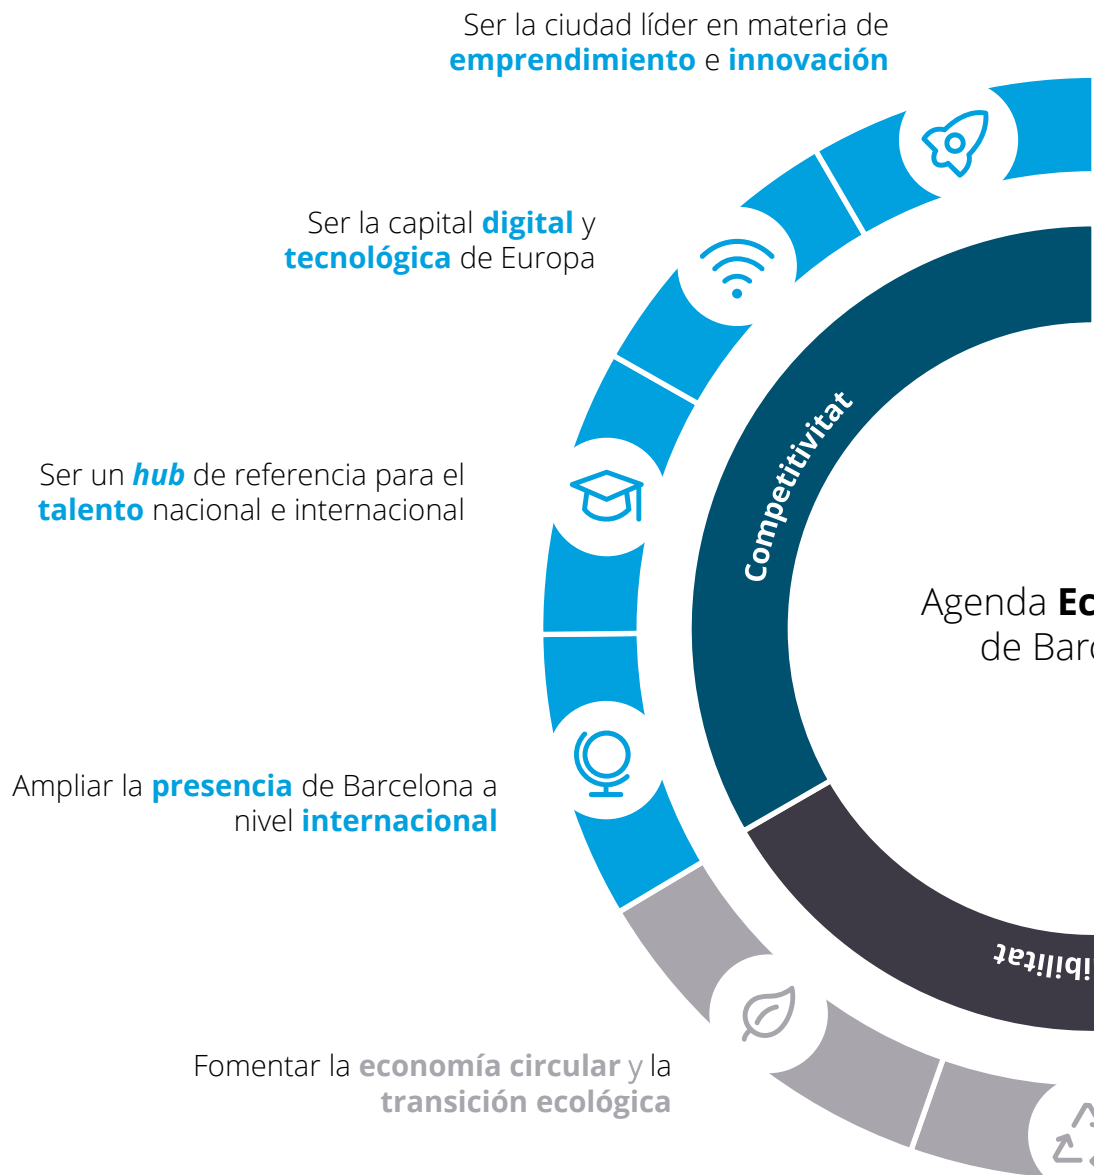 Ser la ciudad líder en materia de
emprendimiento e innovación
Ser la capital digital y
tecnológica de Europa
Ser un hub de referencia para el
talento nacional e internacional
Competitivitat
Agenda
de
Ampliar la presencia de Barcelona a
nivel internacional
Fomentar la economía circular y la
transición ecológica